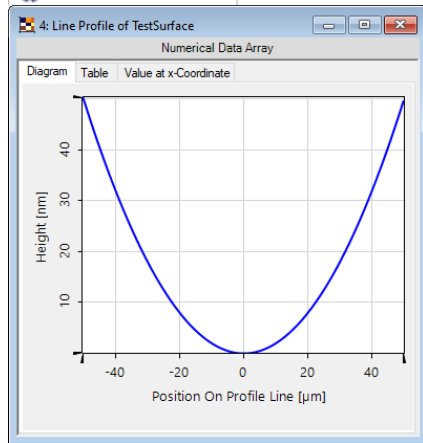 4: Line Profile of TestSurface
Numerical Data Array
Diagram Table Value at x-Coordinate
Height [nm]
40
30
20
10
-40 -20 0 20 40
Position On Profile Line [µm]